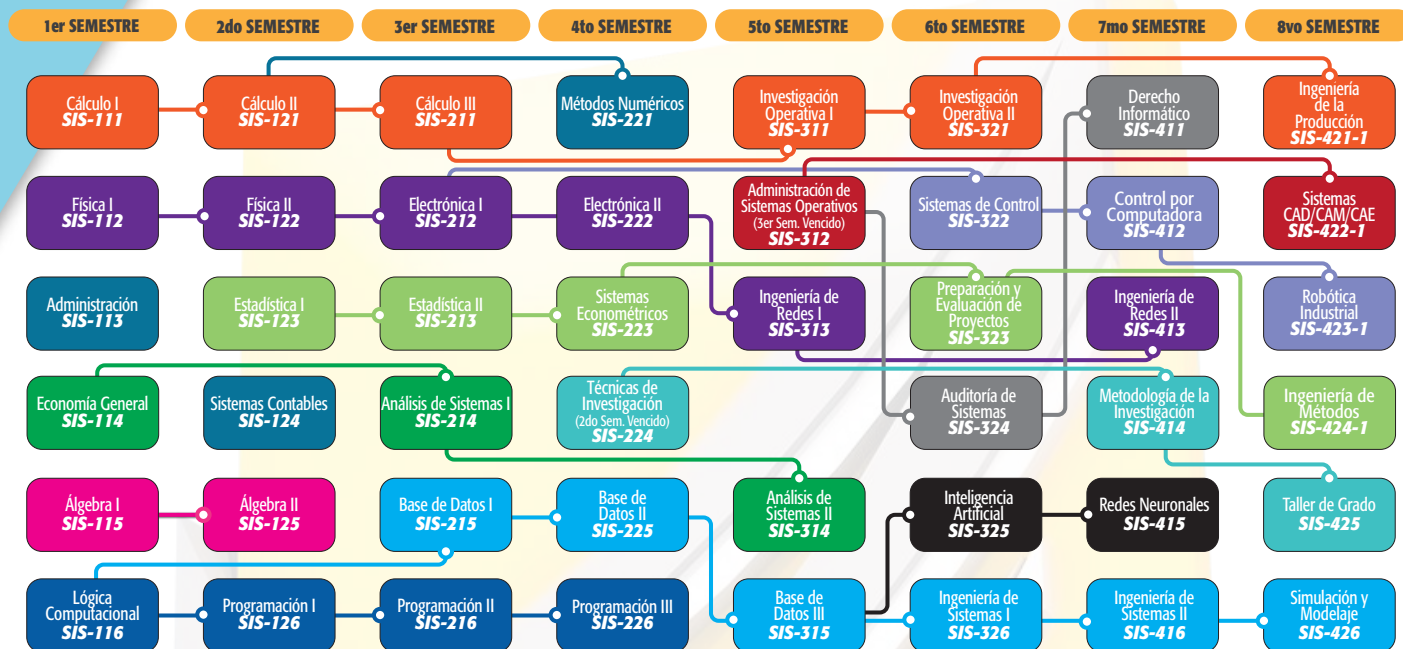 1er SEMESTRE
2do SEMESTRE
3er SEMESTRE
4to SEMESTRE
5to SEMESTRE
6to SEMESTRE
7mo SEMESTRE
8vo SEMESTRE
Cálculo I
SIS-111
Cálculo II
SIS-121
Cálculo III
SIS-211
Métodos Numéricos
SIS-221
Investigación
Operativa I
SIS-311
Investigación
Operativa II
SIS-321
Derecho
Informático
SIS-411
Ingeniería
de la
Producción
SIS-421-1
Física I
SIS-112
Física II
SIS-122
Electrónica I
SIS-212
Electrónica II
SIS-222
Administración de
Sistemas Operativos
(3er Sem. Vencido)
SIS-312
Sistemas de Control
SIS-322
Control por
Computadora
SIS-412
Sistemas
CAD/CAM/CAE
SIS-422-1
Administración
SIS-113
Estadística I
SIS-123
Estadística II
SIS-213
Sistemas
Econométricos
SIS-223
Ingeniería de
Redes I
SIS-313
Preparación y
Evaluación de
Proyectos
SIS-323
Ingeniería de
Redes II
SIS-413
Robótica
Industrial
SIS-423-1
Economía General
SIS-114
Sistemas Contables
SIS-124
Análisis de Sistemas I
SIS-214
Técnicas de
Investigación
(2do Sem. Vencido)
SIS-224
Auditoría de
Sistemas
SIS-324
Metodología de la
Investigación
SIS-414
Ingeniería de
Métodos
SIS-424-1
Álgebra I
SIS-115
Álgebra II
SIS-125
Base de Datos I
SIS-215
Base de
Datos II
SIS-225
Análisis de
Sistemas II
SIS-314
Inteligencia
Artificial
SIS-325
Redes Neuronales
SIS-415
Taller de Grado
SIS-425
Lógica
Computacional
SIS-116
Programación I
SIS-126
Programación II
SIS-216
Programación III
SIS-226
Base de
Datos III
SIS-315
Ingeniería de
Sistemas I
SIS-326
Ingeniería de
Sistemas II
SIS-416
Simulación y
Modelaje
SIS-426